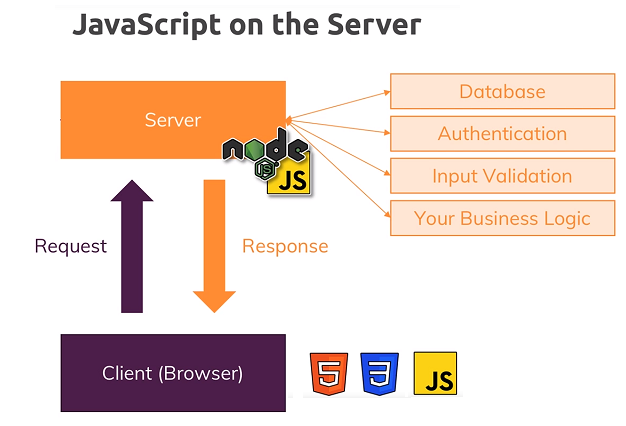 JavaScript on the Server
Server
node
JS
JS
Database
Authentication
Input Validation
Your Business Logic
Request
Response
Client (Browser)
5
3
JS